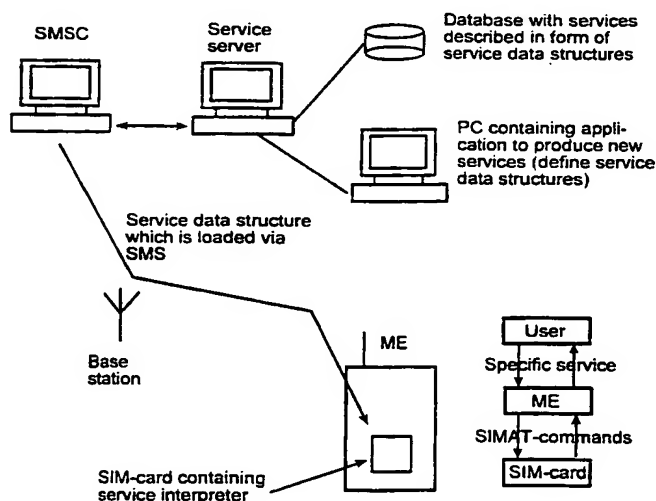 SMSC
Service
server
Database with services
described in form of
service data structures
PC containing appli-
cation to produce new
services (define service
data structures)
Service data structure
which is loaded via
SMS
Base
station
ME
SIM-card containing
service interpreter
User
Specific service
ME
SIMAT-commands
SIM-card